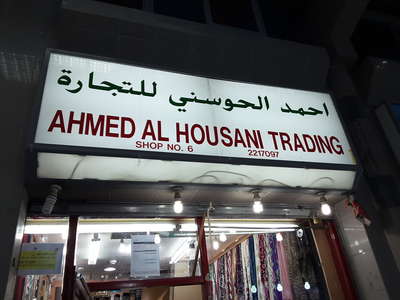 احمد الحوسني للتجارة
AHMED AL HOUSANI TRADING
SHOP NO. 6 2217097